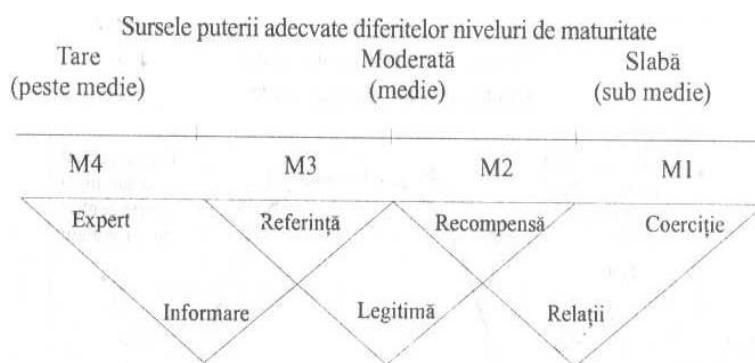 Sursele puterii adecvate diferitelor niveluri de maturitate
Tare Moderată Slabă
(peste medie) (medie) (sub medie)
M4 M3 M2 M1
Expert Referință Recompensă Coerciție
Informare Legitimă Relații